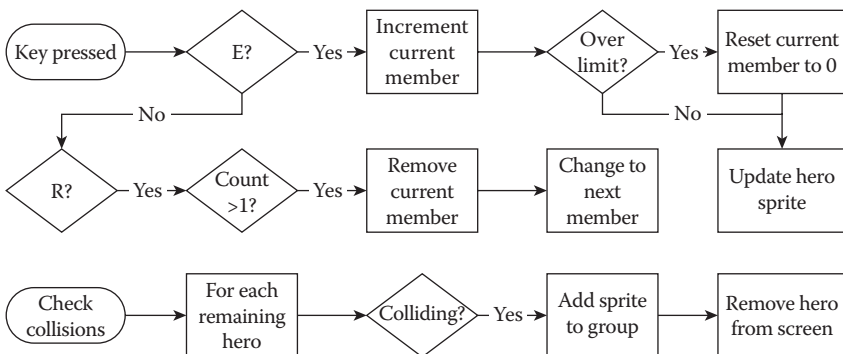 Key pressed
E?
Yes
Increment
current
member
Over
limit?
Yes
Reset current
member to 0
No
No
R?
Yes
Count
>1?
Yes
Remove
current
member
Change to
next
member
Update hero
sprite
Check
collisions
For each
remaining
hero
Colliding?
Yes
Add sprite
to group
Remove hero
from screen